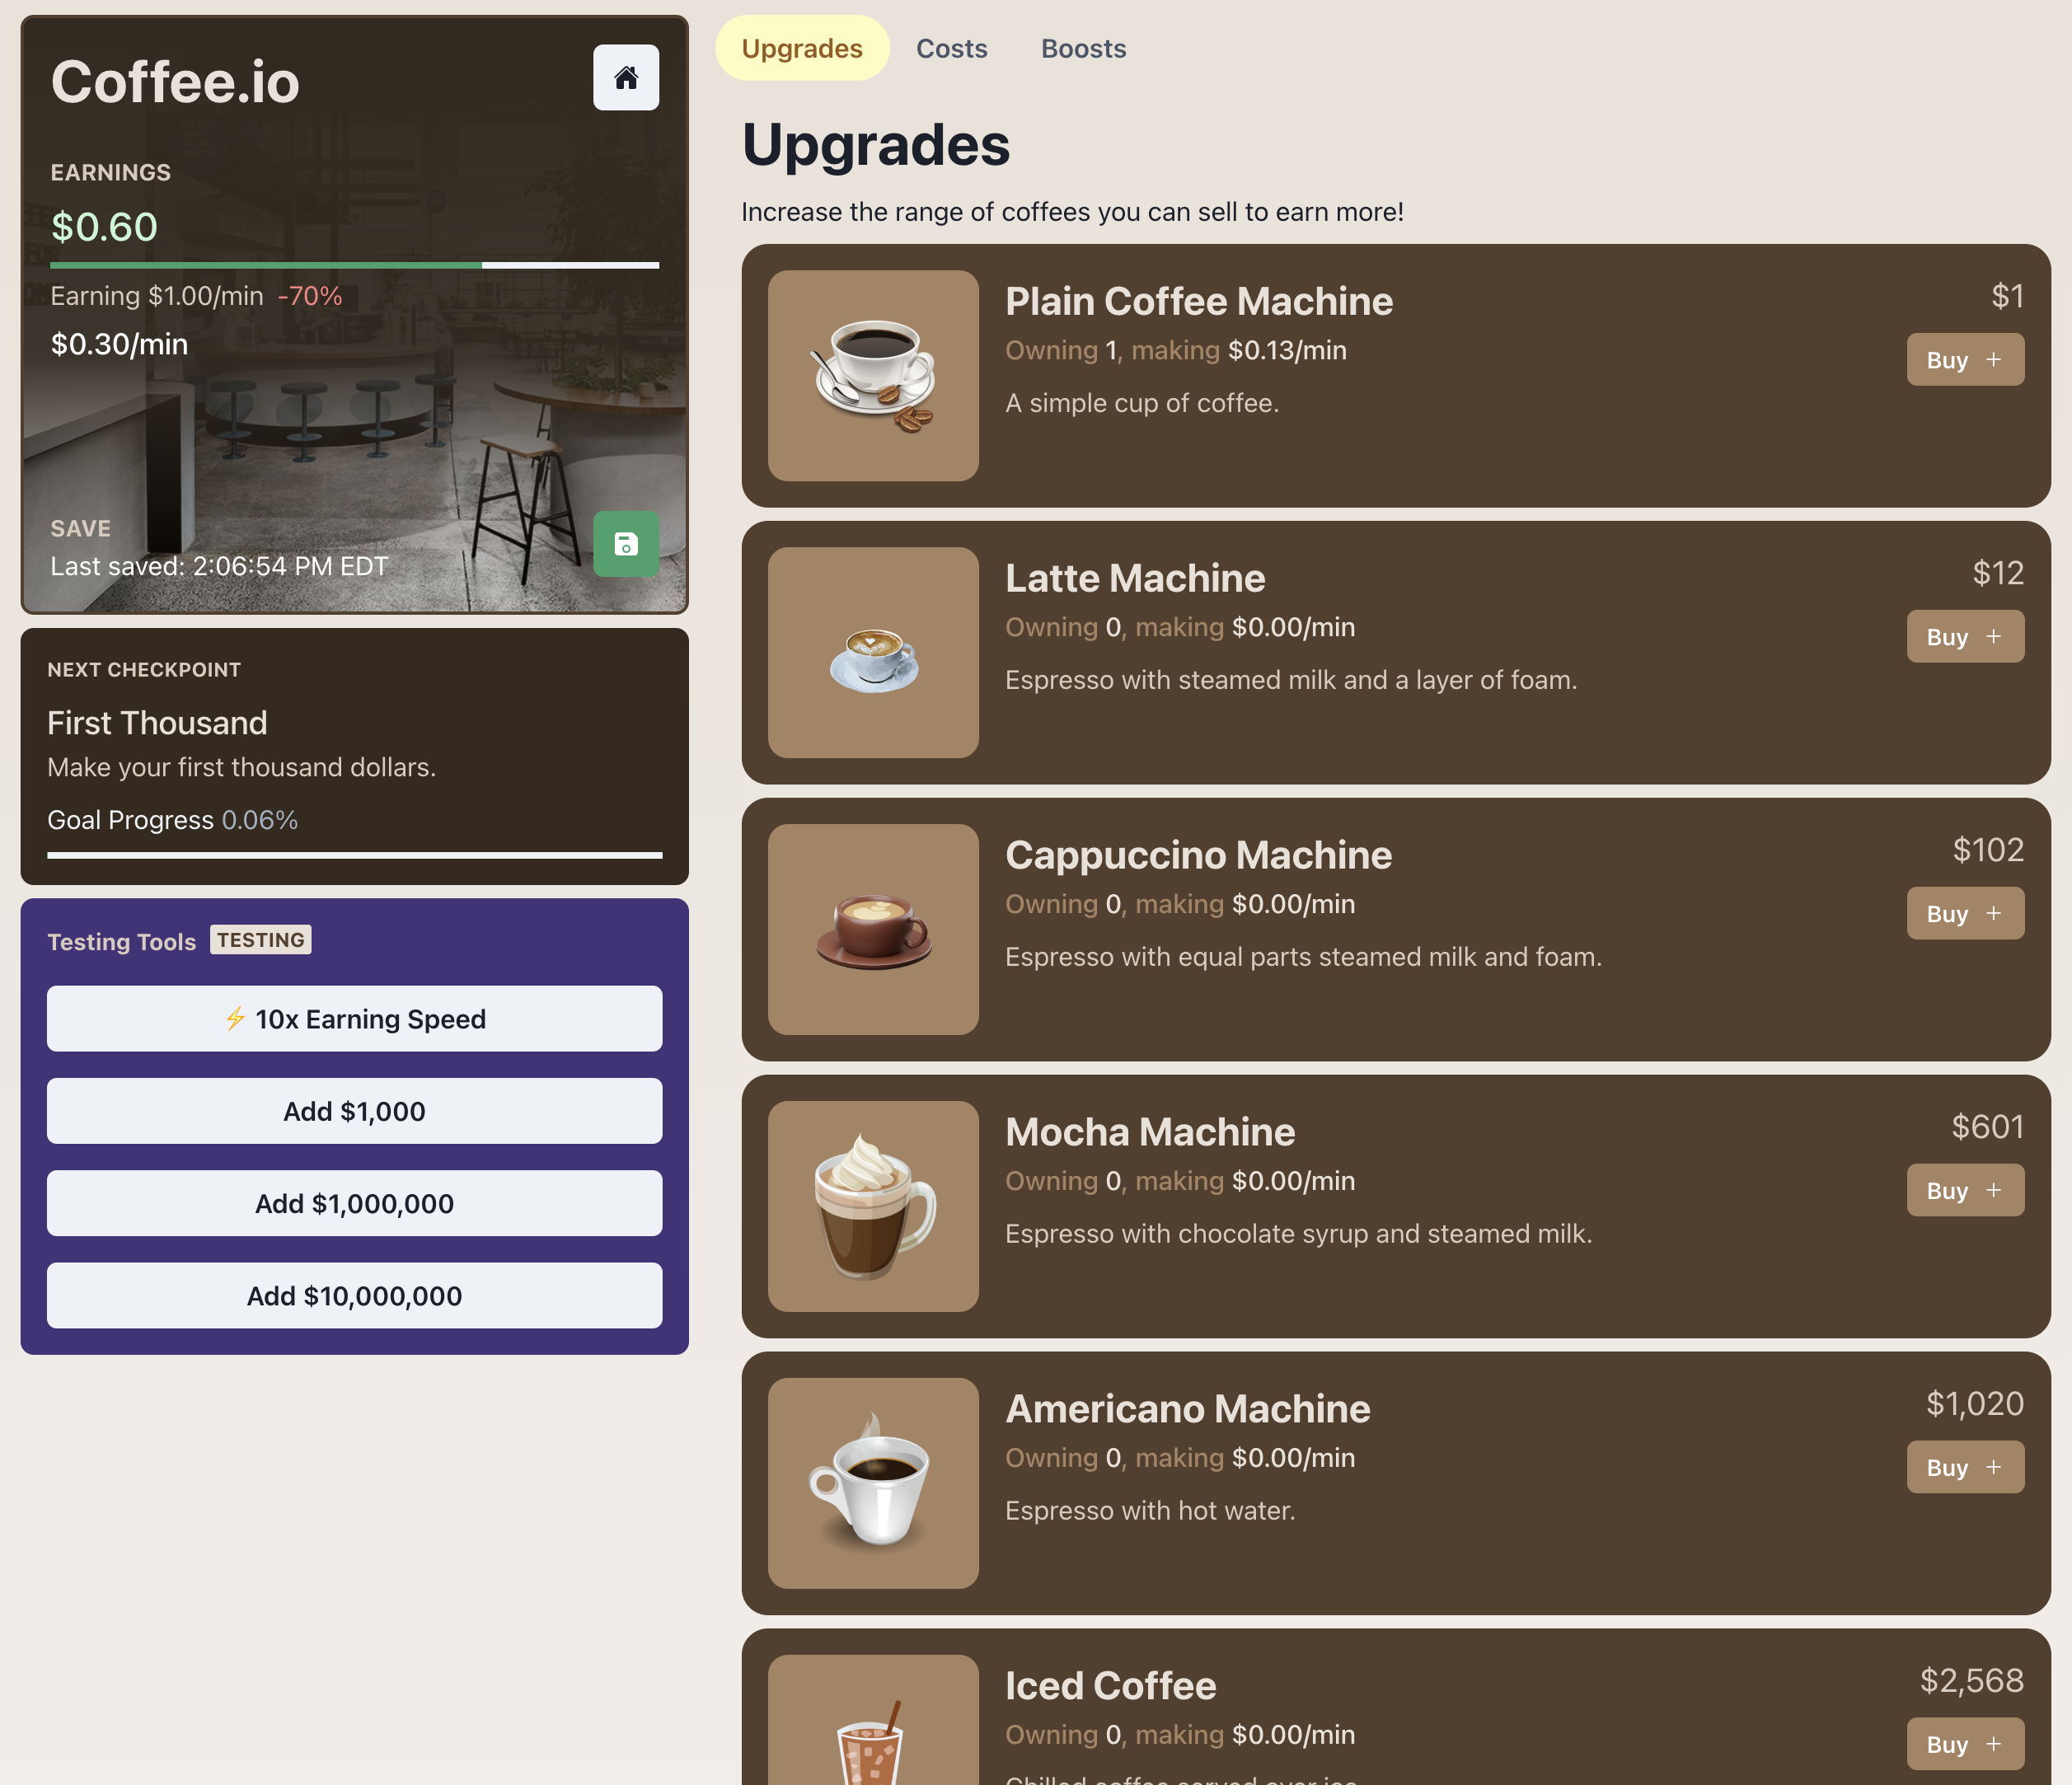 Coffee.io
EARNINGS
$0.60
Earning $1.00/min -70%
$0.30/min
SAVE
Last saved: 2:06:54 PM EDT
NEXT CHECKPOINT
First Thousand
Make your first thousand dollars.
Goal Progress 0.06%
Testing Tools TESTING
⚡ 10x Earning Speed
Add $1,000
Add $1,000,000
Add $10,000,000
Upgrades Costs Boosts
Upgrades
Increase the range of coffees you can sell to earn more!
Plain Coffee Machine
$1
Owning 1, making $0.13/min
Buy +
A simple cup of coffee.
Latte Machine
$12
Owning 0, making $0.00/min
Buy +
Espresso with steamed milk and a layer of foam.
Cappuccino Machine
$102
Owning 0, making $0.00/min
Buy +
Espresso with equal parts steamed milk and foam.
Mocha Machine
$601
Owning 0, making $0.00/min
Buy +
Espresso with chocolate syrup and steamed milk.
Americano Machine
$1,020
Owning 0, making $0.00/min
Buy +
Espresso with hot water.
Iced Coffee
$2,568
Owning 0, making $0.00/min
Buy +